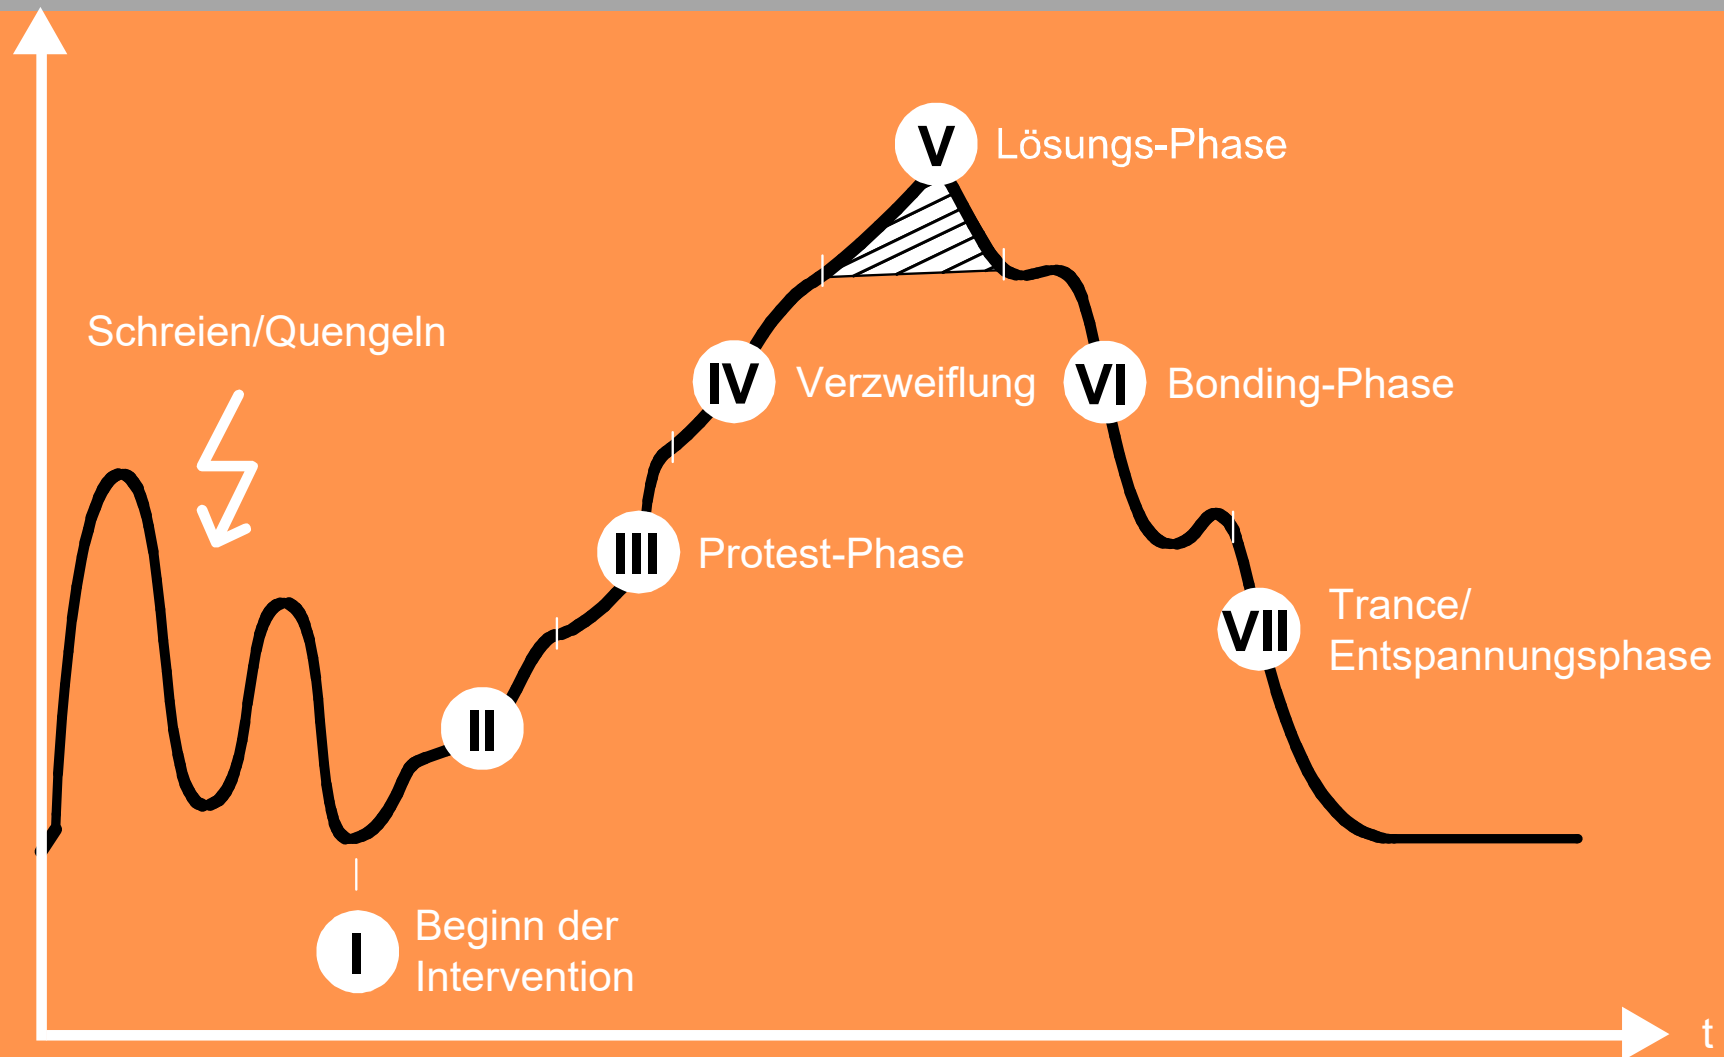 V Lösungs-Phase
Schreien/Quengeln
IV Verzweiflung
VI Bonding-Phase
III Protest-Phase
VII Trance/
Entspannungsphase
II
I Beginn der
Intervention
t